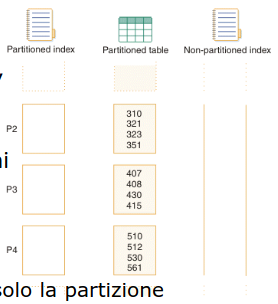 Partitioned index Partitioned table Non-partitioned index
P2
310
321
323
351
P3
407
408
430
415
P4
510
512
530
561
solo la partizione